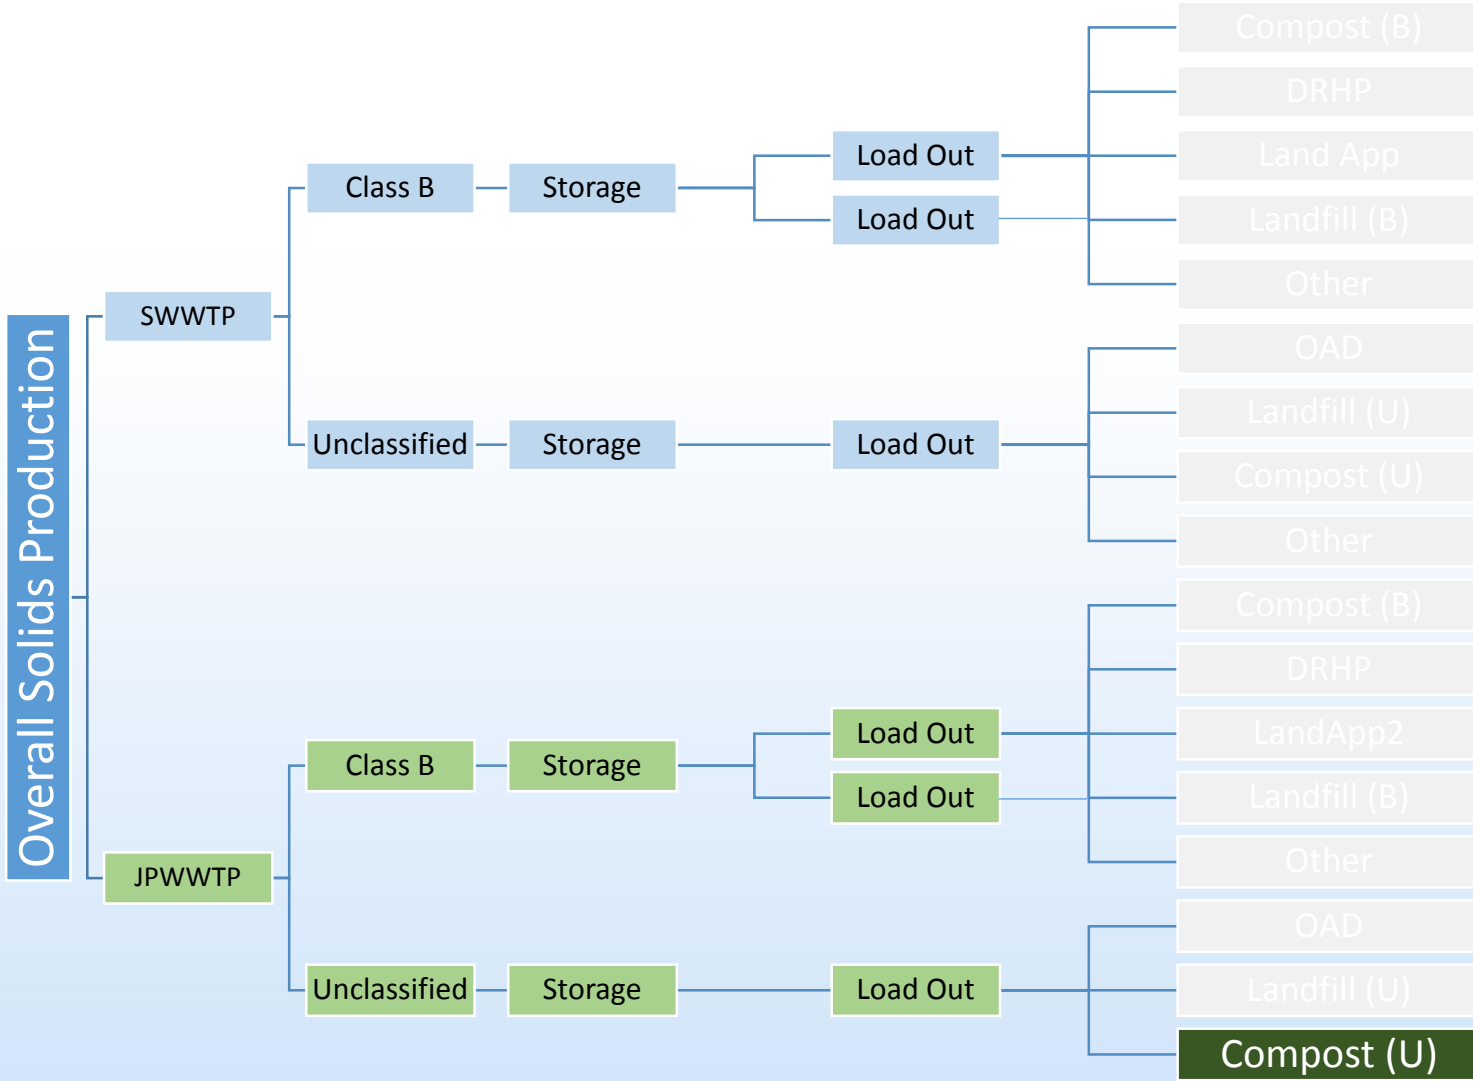 Overall Solids Production
SWWTP
Class B
Storage
Load Out
Load Out
Compost (B)
DRHP
Land App
Landfill (B)
Other
Unclassified
Storage
Load Out
OAD
Landfill (U)
Compost (U)
Other
JPWWTP
Class B
Storage
Load Out
Load Out
Compost (B)
DRHP
LandApp2
Landfill (B)
Other
Unclassified
Storage
Load Out
OAD
Landfill (U)
Compost (U)